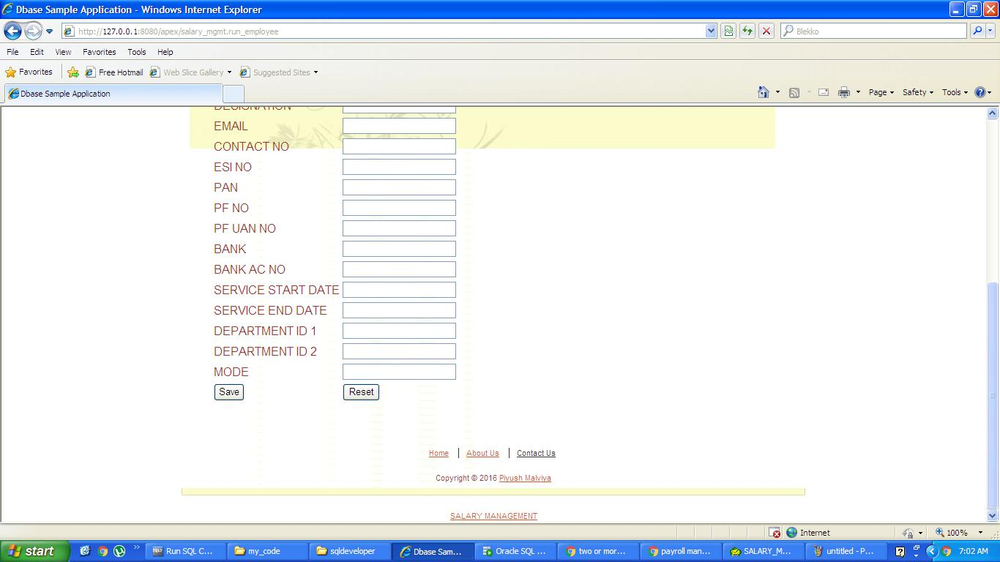 Dbase Sample Application - Windows Internet Explorer
http://127.0.0.1:8080/apex/salary_mgmt.run_employee
Blekko
File Edit View Favorites Tools Help
Favorites Free Hotmail Web Slice Gallery Suggested Sites
Dbase Sample Application
Page Safety Tools
DESIGNATION
EMAIL
CONTACT NO
ESI NO
PAN
PF NO
PF UAN NO
BANK
BANK AC NO
SERVICE START DATE
SERVICE END DATE
DEPARTMENT ID 1
DEPARTMENT ID 2
MODE
Save Reset
Home About Us Contact Us
Copyright © 2016 Piyush Malviya
SALARY MANAGEMENT
Internet 100%
start Run SQL C... my_code sqldeveloper Dbase Sam... Oracle SQL ... two or mor... payroll man... SALARY_M... untitled - P... 7:02 AM